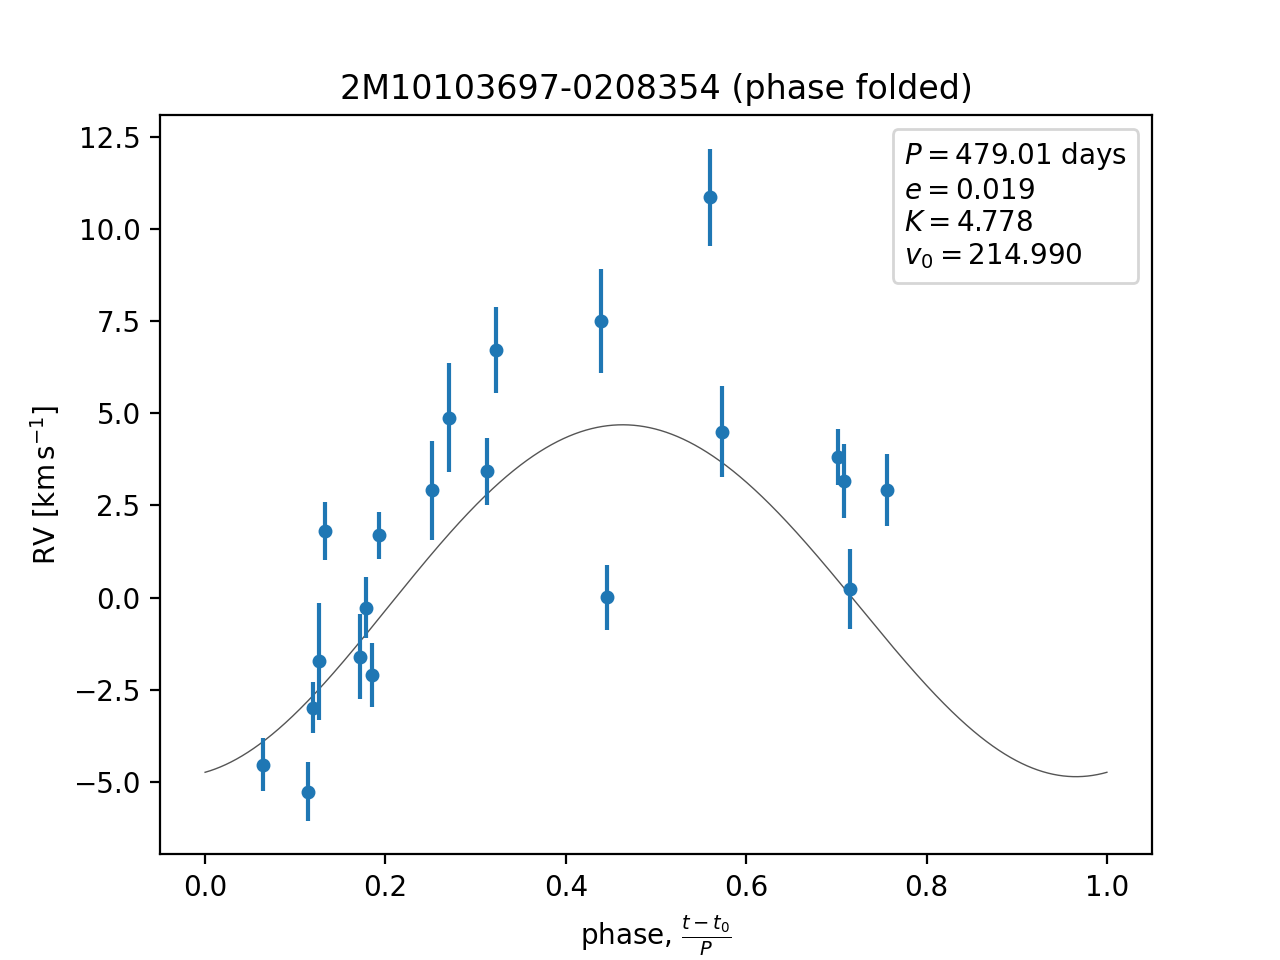 2M10103697-0208354 (phase folded)
P = 479.01 days
e = 0.019
K = 4.778
v₀ = 214.990
RV [km s⁻¹]
12.5
10.0
7.5
5.0
2.5
0.0
−2.5
−5.0
0.0 0.2 0.4 0.6 0.8 1.0
phase, (t − t₀)/P